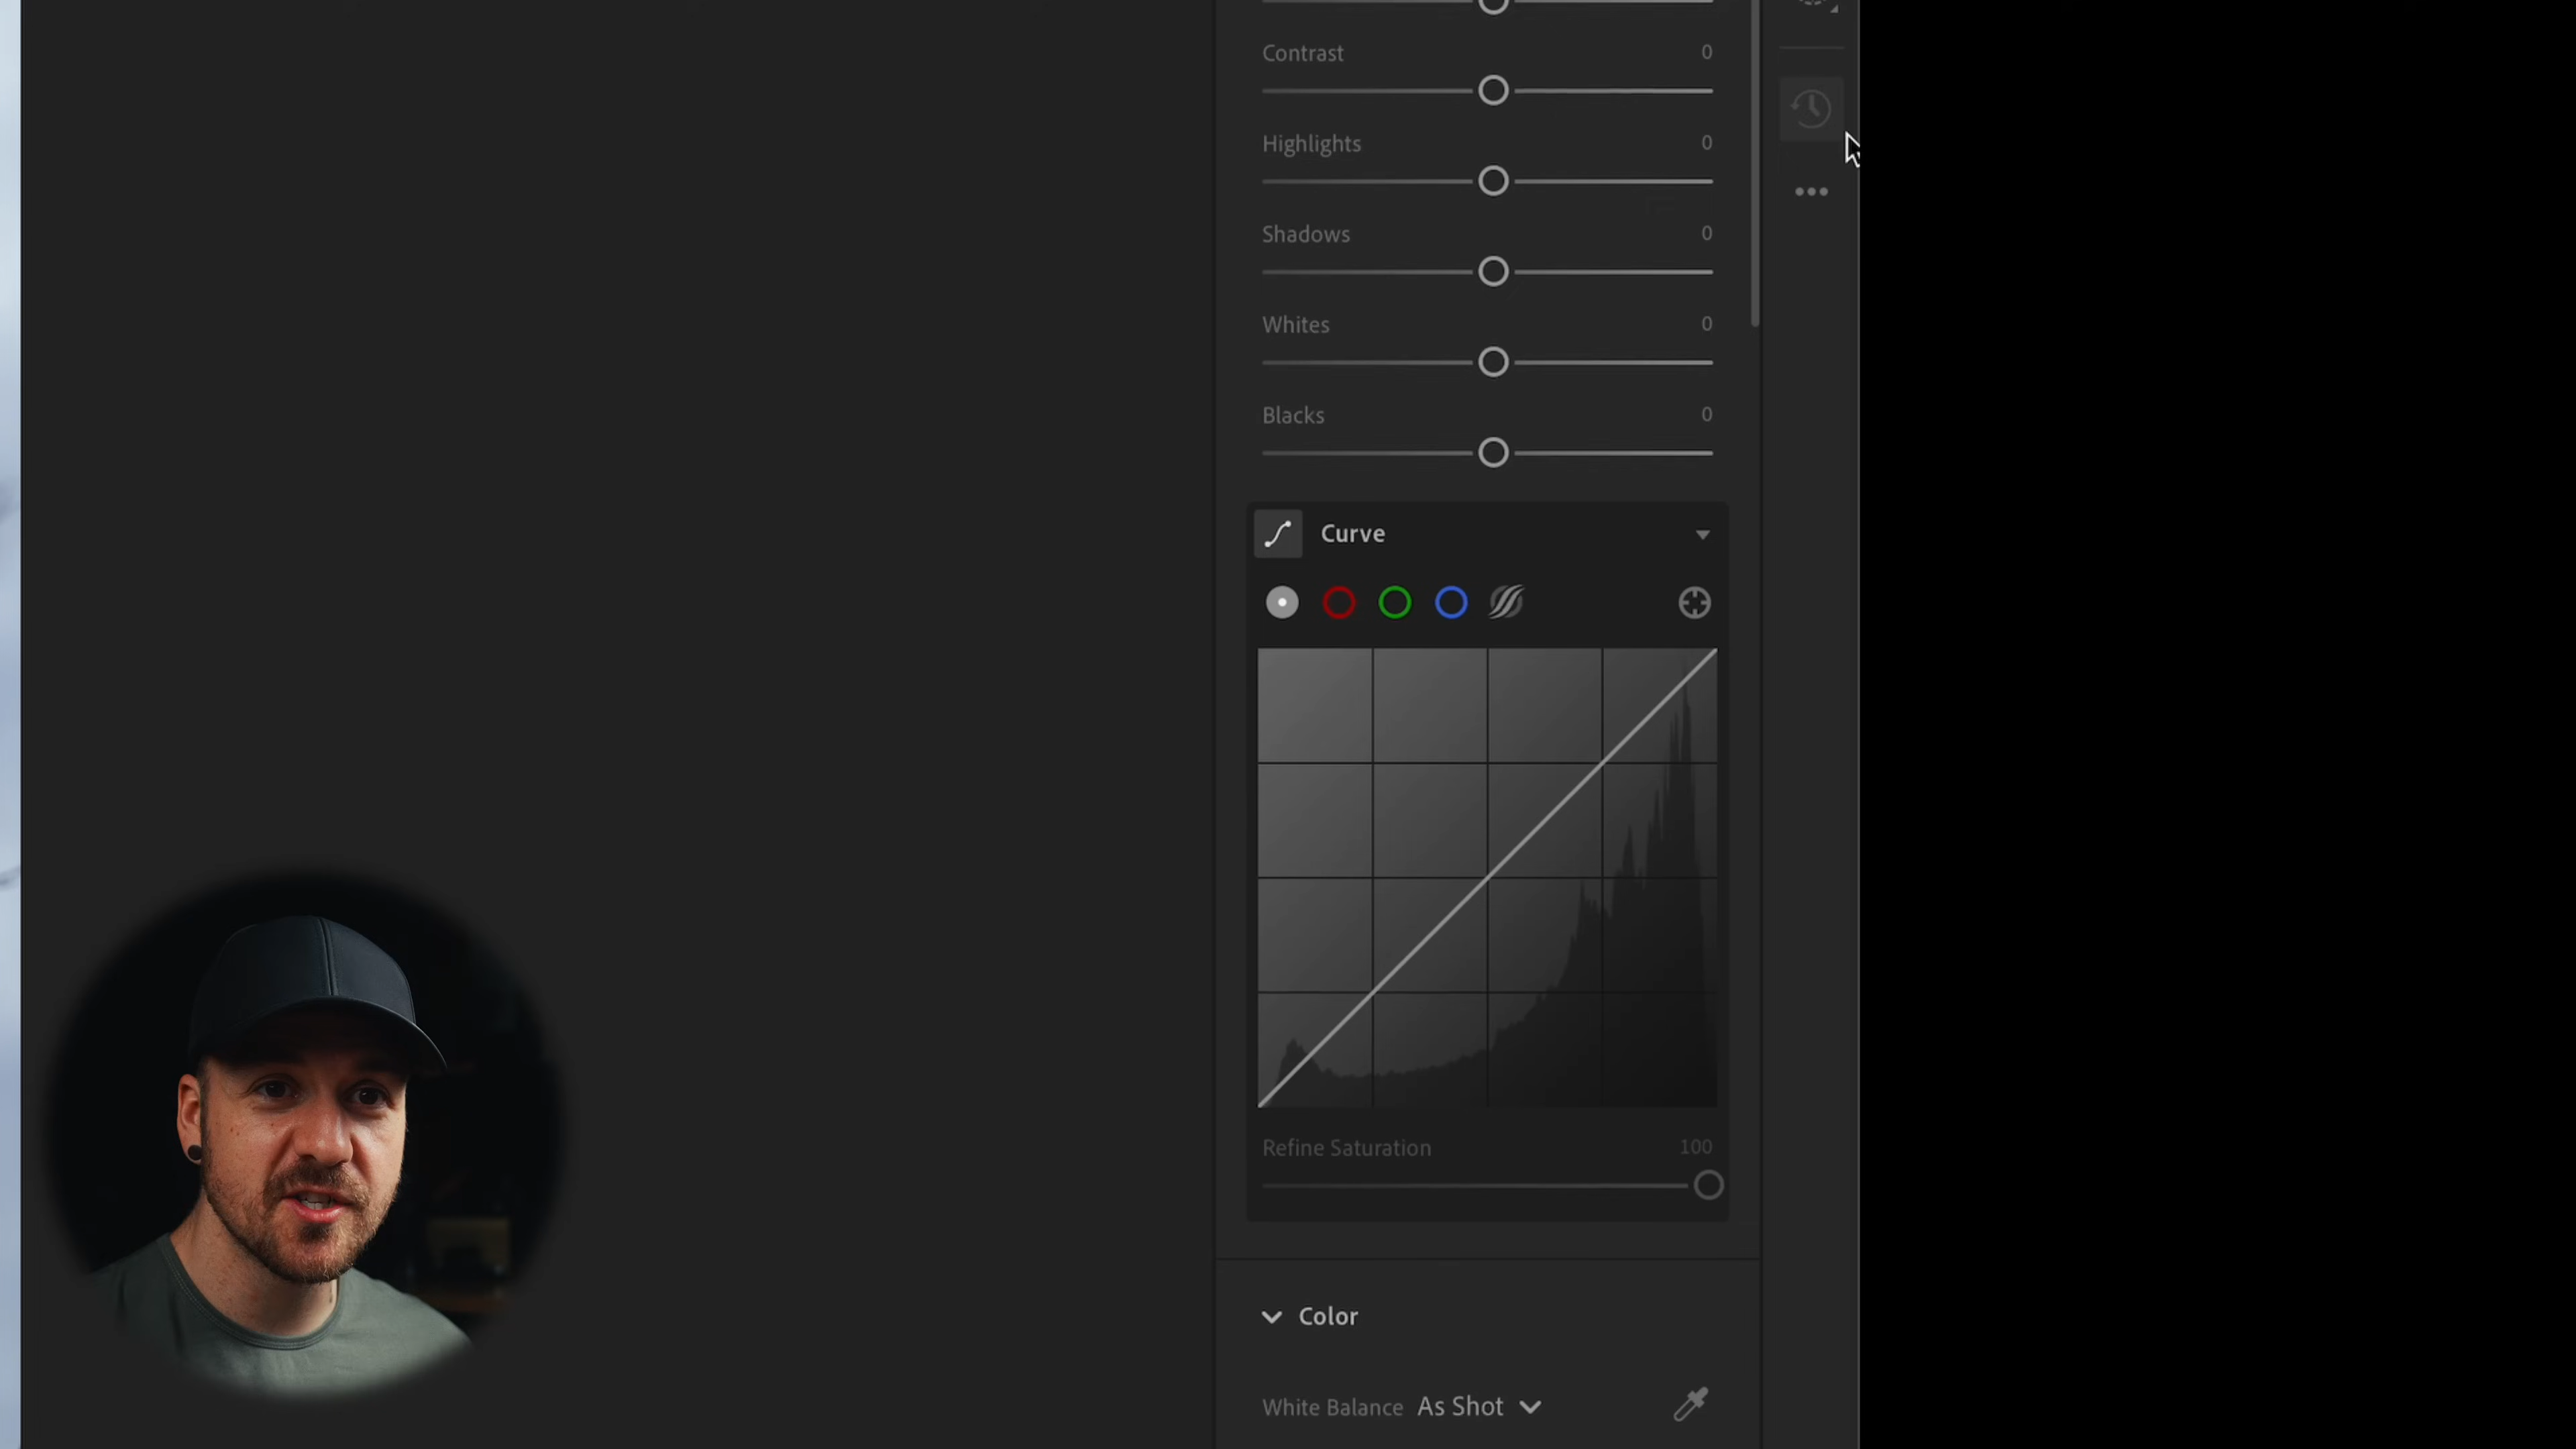 Contrast 0
Highlights 0
Shadows 0
Whites 0
Blacks 0
Curve
Refine Saturation 100
Color
White Balance As Shot